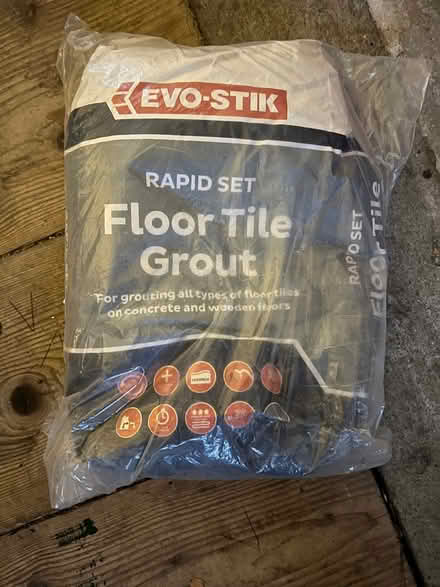 EVO-STIK
RAPID SET
Floor Tile
Grout
For grouting all types of floor tiles
on concrete and wooden floors
RAPID SET
Floor Tile